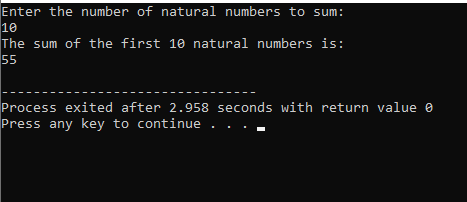 Enter the number of natural numbers to sum:
10
The sum of the first 10 natural numbers is:
55
--------------------------------
Process exited after 2.958 seconds with return value 0
Press any key to continue . . .